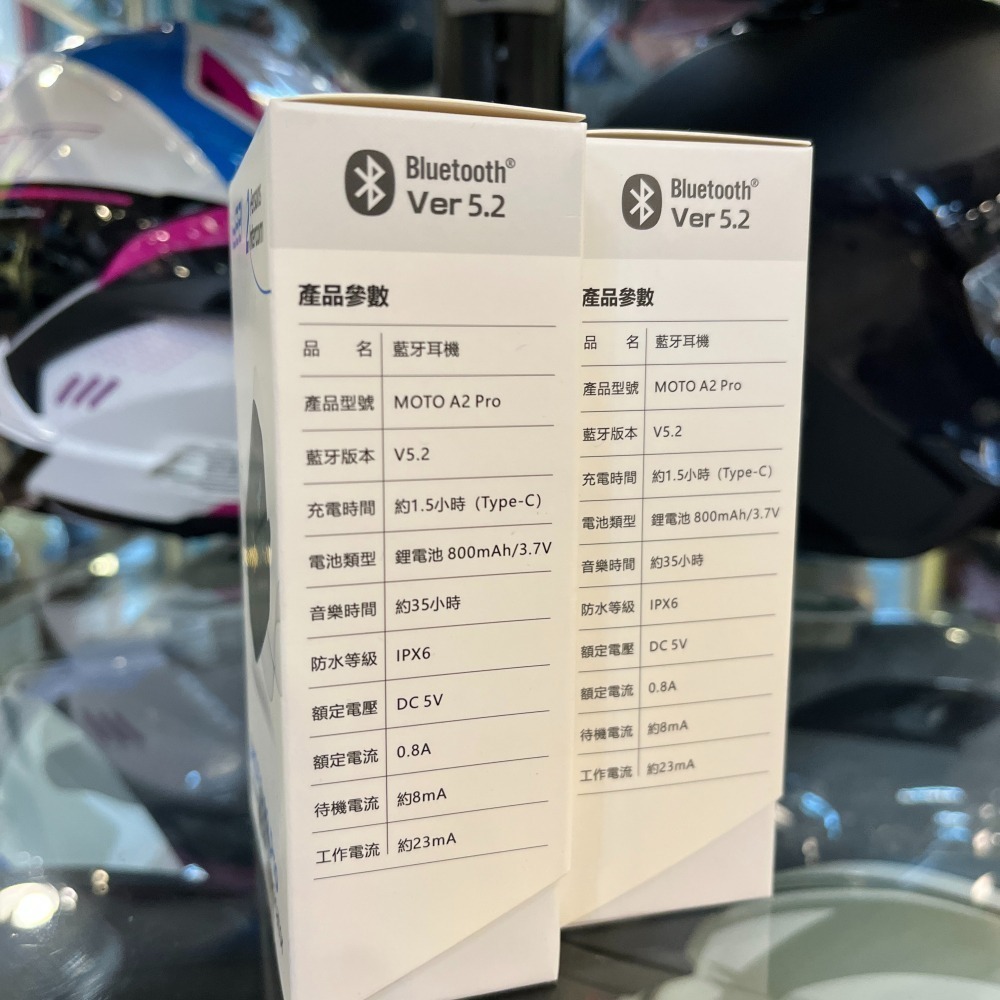 Bluetooth®
Ver 5.2
產品參數
品 名 藍牙耳機
產品型號 MOTO A2 Pro
藍牙版本 V5.2
充電時間 約1.5小時 (Type-C)
電池類型 鋰電池 800mAh/3.7V
音樂時間 約35小時
防水等級 IPX6
額定電壓 DC 5V
額定電流 0.8A
待機電流 約8mA
工作電流 約23mA
Bluetooth®
Ver 5.2
產品參數
品 名 藍牙耳機
產品型號 MOTO A2 Pro
藍牙版本 V5.2
充電時間 約1.5小時 (Type-C)
電池類型 鋰電池 800mAh/3.7V
音樂時間 約35小時
防水等級 IPX6
額定電壓 DC 5V
額定電流 0.8A
待機電流 約8mA
工作電流 約23mA